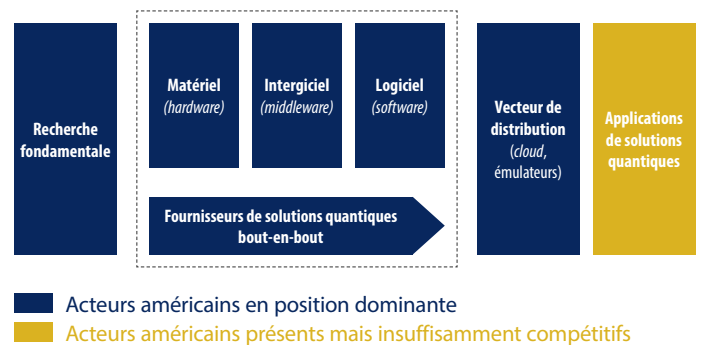 Recherche
fondamentale
Matériel
(hardware)
Intergiciel
(middleware)
Logiciel
(software)
Fournisseurs de solutions quantiques
bout-en-bout
Vecteur de
distribution
(cloud,
émulateurs)
Applications
de solutions
quantiques
Acteurs américains en position dominante
Acteurs américains présents mais insuffisamment compétitifs